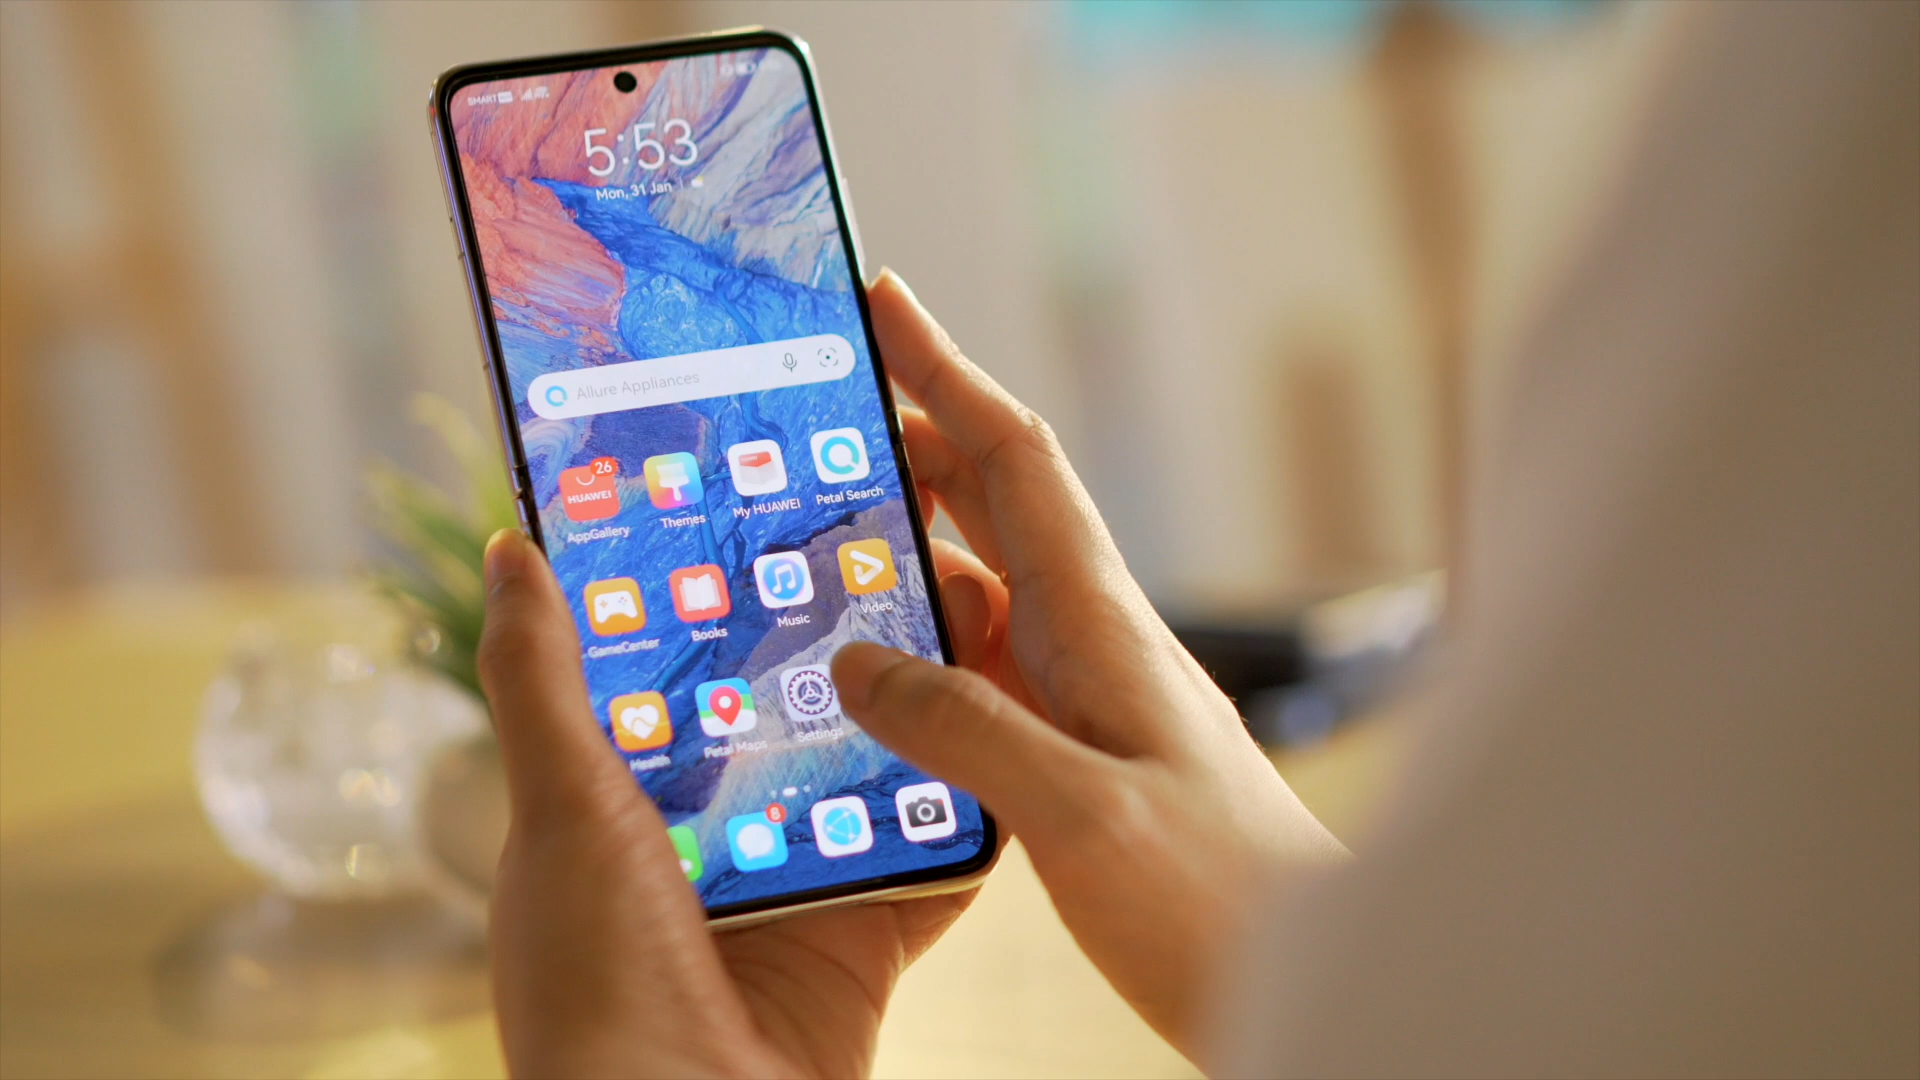 SMART
5:53
Mon, 31 Jan
Allure Appliances
26
HUAWEI
AppGallery
Themes
My HUAWEI
Petal Search
GameCenter
Books
Music
Video
Health
Petal Maps
Settings
8